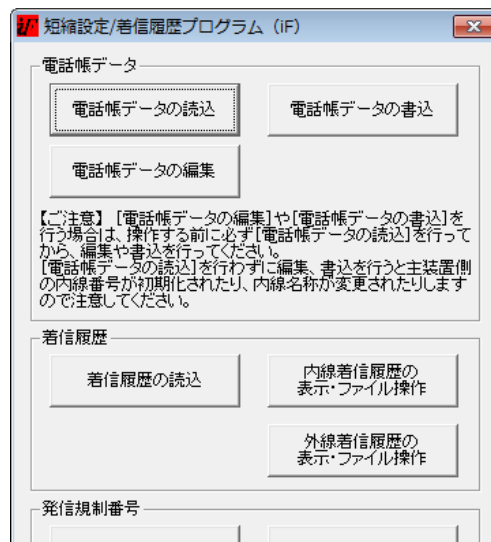 iF 短縮設定/着信履歴プログラム（iF）
電話帳データ
電話帳データの読込 電話帳データの書込
電話帳データの編集
【ご注意】 [電話帳データの編集]や[電話帳データの書込]を
行う場合は、操作する前に必ず[電話帳データの読込]を行って
から、編集や書込を行ってください。
[電話帳データの読込]を行わずに編集、書込を行うと主装置側
の内線番号が初期化されたり、内線名称が変更されたりします
ので注意してください。
着信履歴
着信履歴の読込
内線着信履歴の
表示・ファイル操作
外線着信履歴の
表示・ファイル操作
発信規制番号